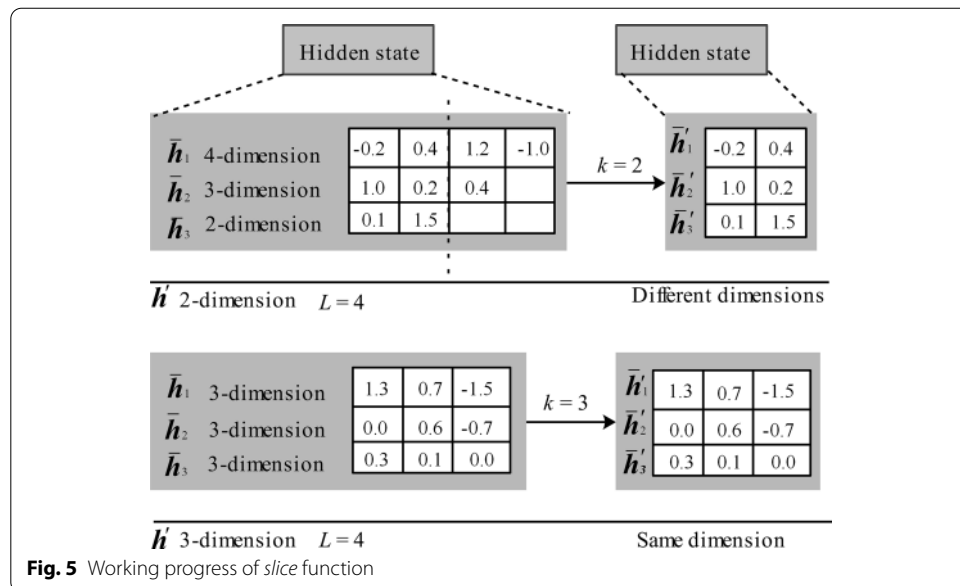 Hidden state Hidden state
h̄₁ 4-dimension -0.2 0.4 1.2 -1.0 k = 2 h̄′₁ -0.2 0.4
h̄₂ 3-dimension 1.0 0.2 0.4 h̄′₂ 1.0 0.2
h̄₃ 2-dimension 0.1 1.5 h̄′₃ 0.1 1.5
h′ 2-dimension L = 4 Different dimensions
h̄₁ 3-dimension 1.3 0.7 -1.5 k = 3 h̄′₁ 1.3 0.7 -1.5
h̄₂ 3-dimension 0.0 0.6 -0.7 h̄′₂ 0.0 0.6 -0.7
h̄₃ 3-dimension 0.3 0.1 0.0 h̄′₃ 0.3 0.1 0.0
h′ 3-dimension L = 4 Same dimension
Fig. 5 Working progress of slice function